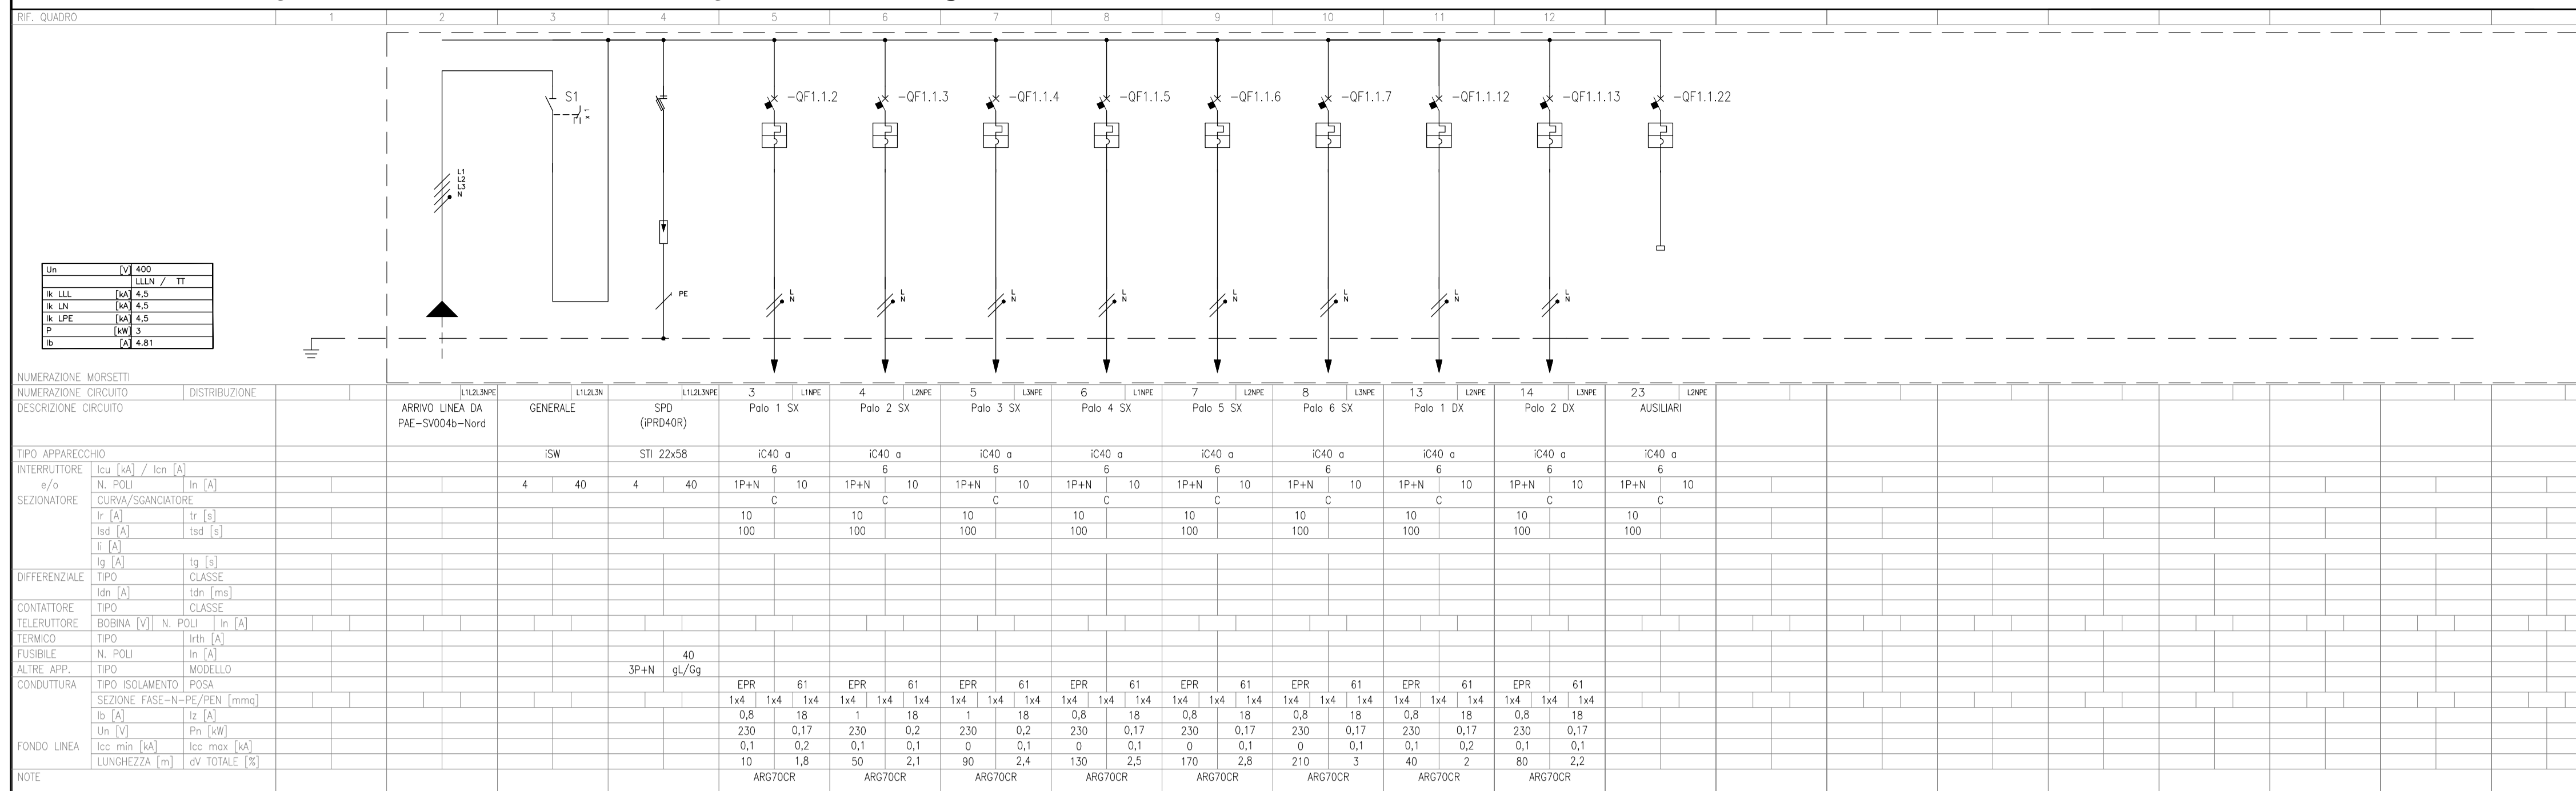 RIF. QUADRO 1 2 3 4 5 6 7 8 9 10 11 12
S1 -QF1.1.2 -QF1.1.3 -QF1.1.4 -QF1.1.5 -QF1.1.6 -QF1.1.7 -QF1.1.12 -QF1.1.13 -QF1.1.22
L1
L2
L3
N
Un [V] 400
LLLN / TT
Ik LLL [kA] 4,5
Ik LN [kA] 4,5
Ik LPE [kA] 4,5
P [kW] 3
Ib [A] 4.81
PE L L L L L L L L
N N N N N N N N
NUMERAZIONE MORSETTI
NUMERAZIONE CIRCUITO DISTRIBUZIONE L1L2L3NPE L1L2L3N L1L2L3NPE 3 L1NPE 4 L2NPE 5 L3NPE 6 L1NPE 7 L2NPE 8 L3NPE 13 L2NPE 14 L3NPE 23 L2NPE
DESCRIZIONE CIRCUITO ARRIVO LINEA DA GENERALE SPD Palo 1 SX Palo 2 SX Palo 3 SX Palo 4 SX Palo 5 SX Palo 6 SX Palo 1 DX Palo 2 DX AUSILIARI
PAE-SV004b-Nord (iPRD40R)
TIPO APPARECCHIO iSW STI 22x58 iC40 a iC40 a iC40 a iC40 a iC40 a iC40 a iC40 a iC40 a iC40 a
INTERRUTTORE Icu [kA] / Icn [A] 6 6 6 6 6 6 6 6 6
e/o N. POLI In [A] 4 40 4 40 1P+N 10 1P+N 10 1P+N 10 1P+N 10 1P+N 10 1P+N 10 1P+N 10 1P+N 10 1P+N 10
SEZIONATORE CURVA/SGANCIATORE C C C C C C C C C
Ir [A] tr [s] 10 10 10 10 10 10 10 10 10
Isd [A] tsd [s] 100 100 100 100 100 100 100 100 100
Ii [A]
Ig [A] tg [s]
DIFFERENZIALE TIPO CLASSE
Idn [A] tdn [ms]
CONTATTORE TIPO CLASSE
TELERUTTORE BOBINA [V] N. POLI In [A]
TERMICO TIPO Irth [A]
FUSIBILE N. POLI In [A] 40
ALTRE APP. TIPO MODELLO 3P+N gL/Gg
CONDUTTURA TIPO ISOLAMENTO POSA EPR 61 EPR 61 EPR 61 EPR 61 EPR 61 EPR 61 EPR 61 EPR 61
SEZIONE FASE-N-PE/PEN [mmq] 1x4 1x4 1x4 1x4 1x4 1x4 1x4 1x4 1x4 1x4 1x4 1x4 1x4 1x4 1x4 1x4 1x4 1x4 1x4 1x4 1x4 1x4 1x4 1x4
Ib [A] Iz [A] 0,8 18 1 18 1 18 0,8 18 0,8 18 0,8 18 0,8 18 0,8 18
Un [V] Pn [kW] 230 0,17 230 0,2 230 0,2 230 0,17 230 0,17 230 0,17 230 0,17 230 0,17
FONDO LINEA Icc min [kA] Icc max [kA] 0,1 0,2 0,1 0,1 0 0,1 0 0,1 0 0,1 0 0,1 0,1 0,2 0,1 0,1
LUNGHEZZA [m] dV TOTALE [%] 10 1,8 50 2,1 90 2,4 130 2,5 170 2,8 210 3 40 2 80 2,2
NOTE ARG7OCR ARG7OCR ARG7OCR ARG7OCR ARG7OCR ARG7OCR ARG7OCR ARG7OCR